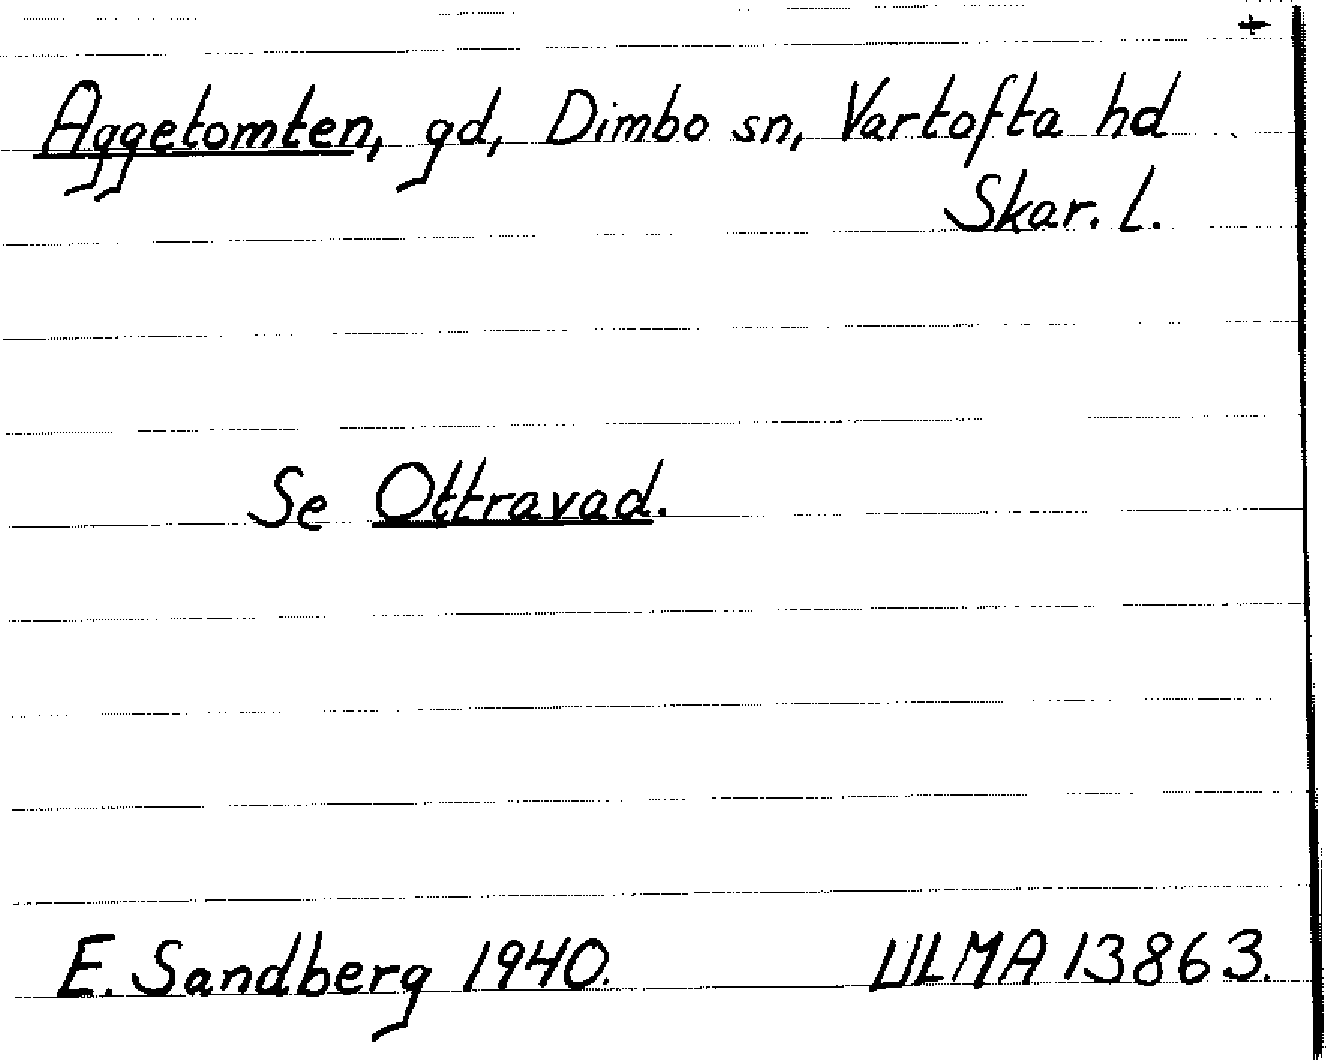 +
Aggetomten, gd, Dimbo sn, Vartofta hd
Skar. l.
Se Ottravad.
E. Sandberg 1940. ULMA 13863.